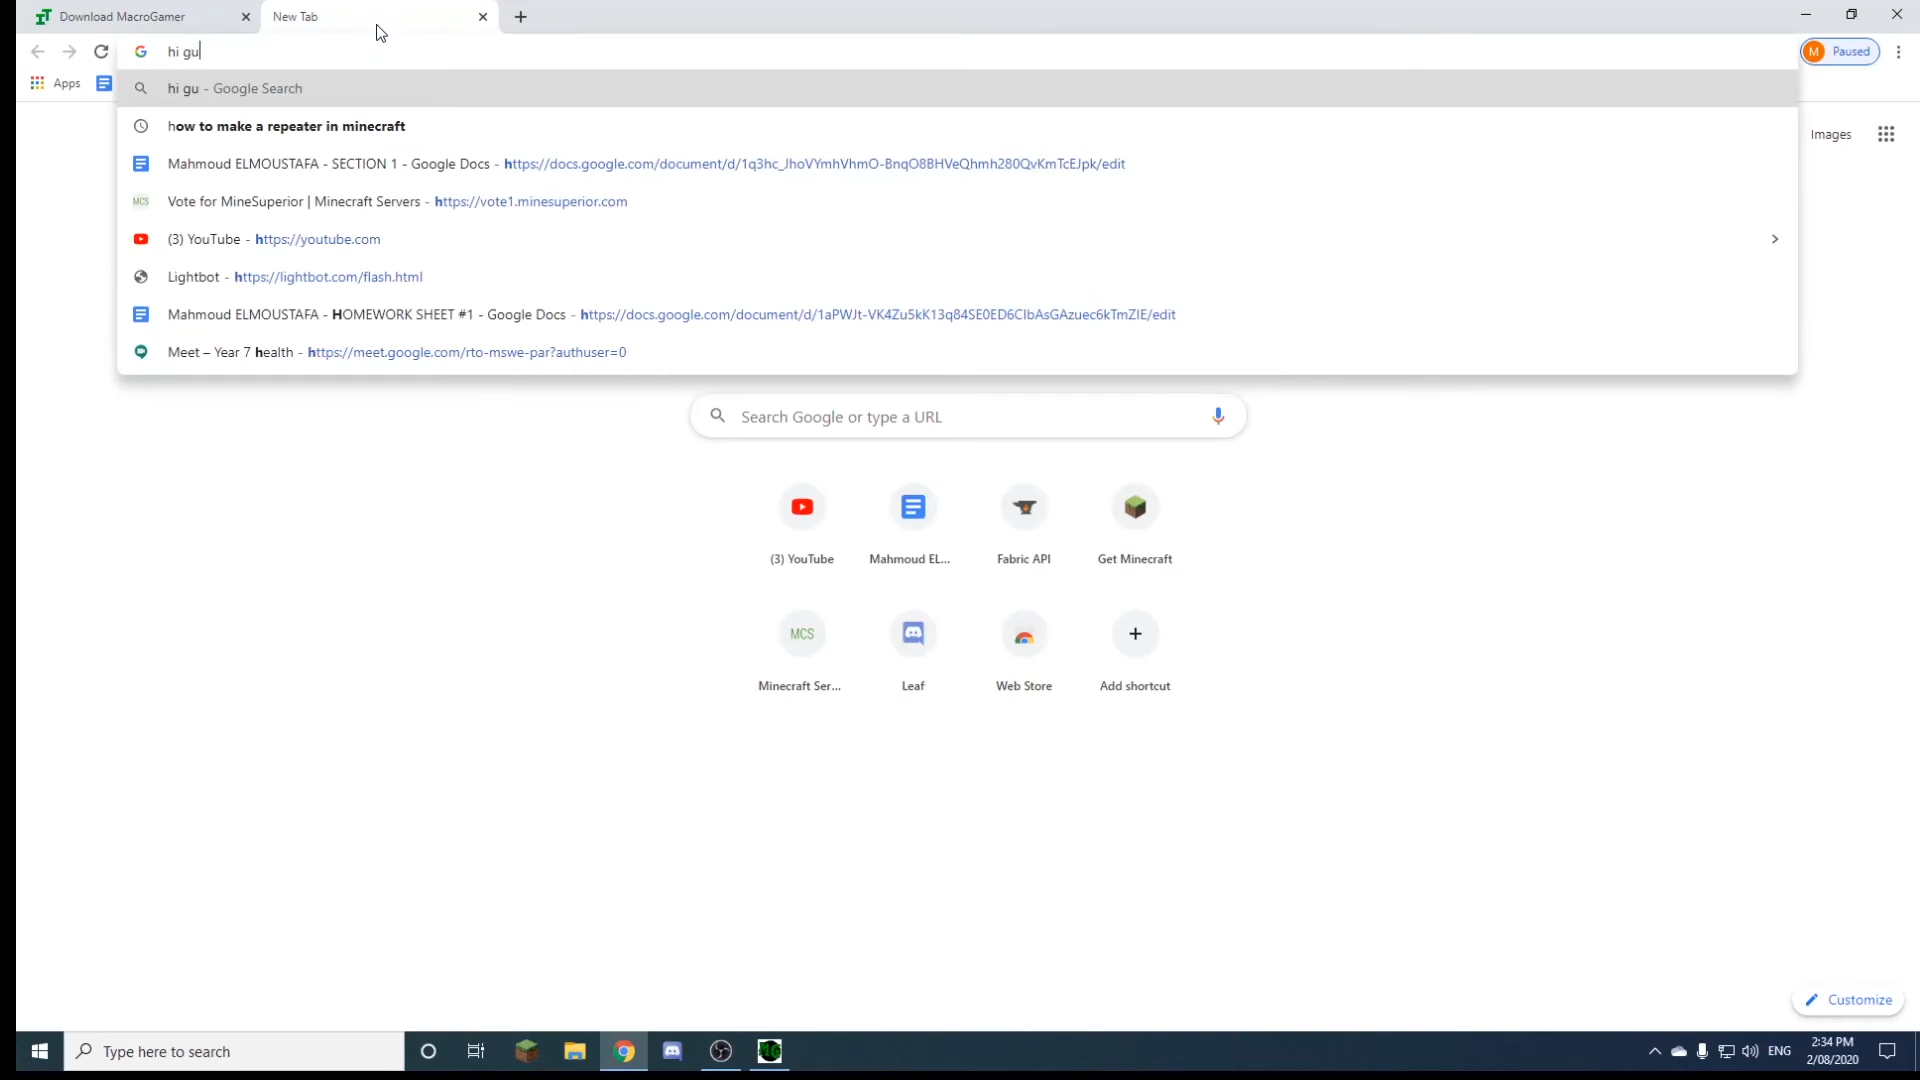 Download MacroGamer
New Tab
hi gu
M Paused
Apps
hi gu - Google Search
how to make a repeater in minecraft
Images
Mahmoud ELMOUSTAFA - SECTION 1 - Google Docs - https://docs.google.com/document/d/1q3hc_JhoVYmhVhmO-BnqO8BHVeQhmh280QvKmTcEJpk/edit
MCS Vote for MineSuperior | Minecraft Servers - https://vote1.minesuperior.com
(3) YouTube - https://youtube.com
Lightbot - https://lightbot.com/flash.html
Mahmoud ELMOUSTAFA - HOMEWORK SHEET #1 - Google Docs - https://docs.google.com/document/d/1aPWJt-VK4Zu5kK13q84SE0ED6CIbAsGAzuec6kTmZIE/edit
Meet – Year 7 health - https://meet.google.com/rto-mswe-par?authuser=0
Search Google or type a URL
(3) YouTube
Mahmoud EL...
Fabric API
Get Minecraft
MCS
Minecraft Ser...
Leaf
Web Store
Add shortcut
Customize
Type here to search
ENG
2:34 PM
2/08/2020